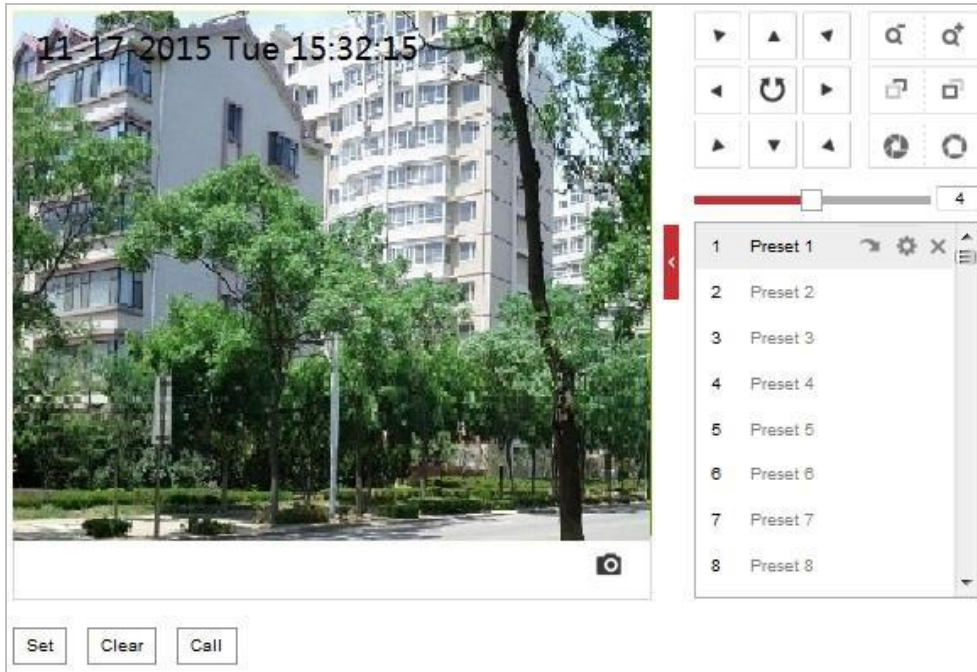 11-17-2015 Tue 15:32:15
4
1 Preset 1
2 Preset 2
3 Preset 3
4 Preset 4
5 Preset 5
6 Preset 6
7 Preset 7
8 Preset 8
Set Clear Call